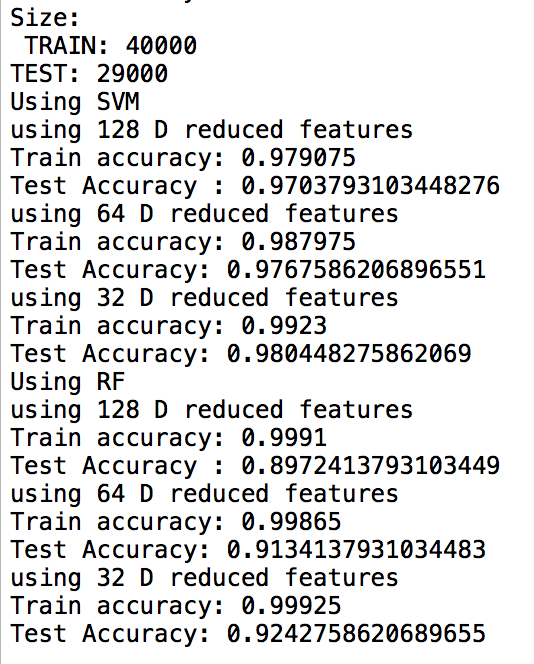 Size:
 TRAIN: 40000
TEST: 29000
Using SVM
using 128 D reduced features
Train accuracy: 0.979075
Test Accuracy : 0.9703793103448276
using 64 D reduced features
Train accuracy: 0.987975
Test Accuracy: 0.9767586206896551
using 32 D reduced features
Train accuracy: 0.9923
Test Accuracy: 0.980448275862069
Using RF
using 128 D reduced features
Train accuracy: 0.9991
Test Accuracy : 0.8972413793103449
using 64 D reduced features
Train accuracy: 0.99865
Test Accuracy: 0.9134137931034483
using 32 D reduced features
Train accuracy: 0.99925
Test Accuracy: 0.9242758620689655